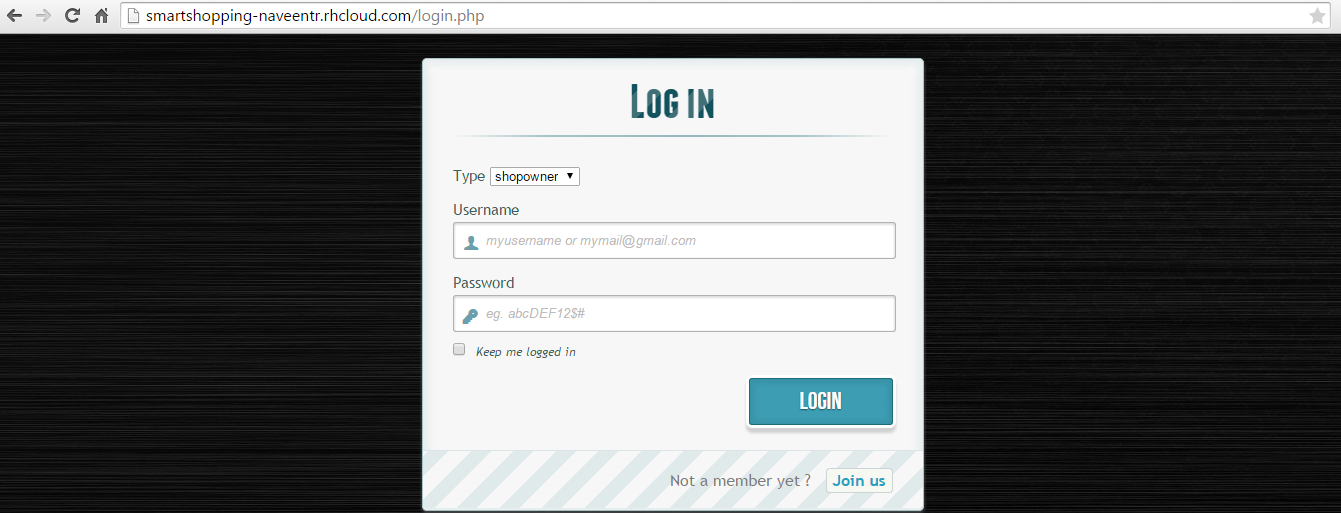 smartshopping-naveentr.rhcloud.com/login.php
Log in
Type shopowner
Username
myusername or mymail@gmail.com
Password
eg. abcDEF12$#
Keep me logged in
LOGIN
Not a member yet ? Join us